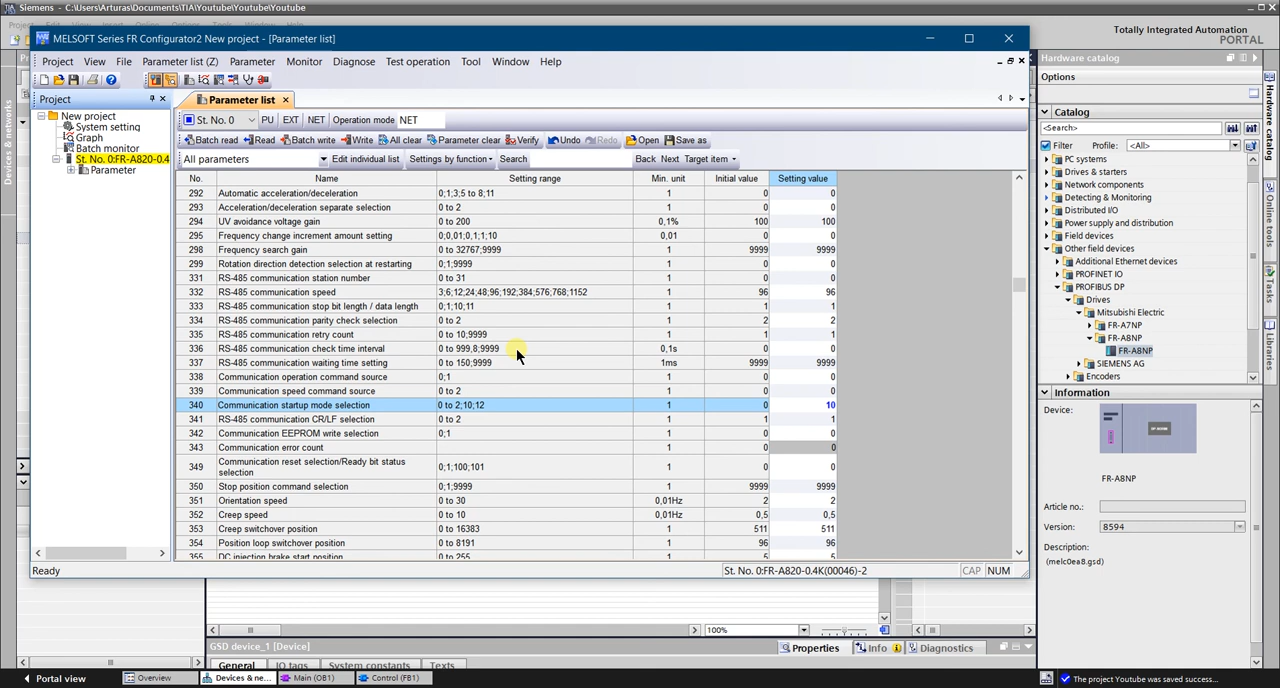 Siemens - C:\Users\Arturas\Documents\TIA\Youtube\Youtube
Totally Integrated Automation
PORTAL
MELSOFT Series FR Configurator2 New project - [Parameter list]
Project View File Parameter list (Z) Parameter Monitor Diagnose Test operation Tool Window Help
Project
New project
System setting
Graph
Batch monitor
St. No. 0:FR-A820-0.4
Parameter
Parameter list
St. No. 0 PU EXT NET Operation mode NET
Batch read Read Batch write Write All clear Parameter clear Verify Undo Redo Open Save as
All parameters Edit individual list Settings by function Search Back Next Target item
No. Name Setting range Min. unit Initial value Setting value
292 Automatic acceleration/deceleration 0;1;3;5 to 8;11 1 0 0
293 Acceleration/deceleration separate selection 0 to 2 1 0 0
294 UV avoidance voltage gain 0 to 200 0,1% 100 100
295 Frequency change increment amount setting 0;0,01;0,1;1;10 0,01 0 0
298 Frequency search gain 0 to 32767;9999 1 9999 9999
299 Rotation direction detection selection at restarting 0;1;9999 1 0 0
331 RS-485 communication station number 0 to 31 1 0 0
332 RS-485 communication speed 3;6;12;24;48;96;192;384;576;768;1152 1 96 96
333 RS-485 communication stop bit length / data length 0;1;10;11 1 1 1
334 RS-485 communication parity check selection 0 to 2 1 2 2
335 RS-485 communication retry count 0 to 10;9999 1 1 1
336 RS-485 communication check time interval 0 to 999,8;9999 0,1s 0 0
337 RS-485 communication waiting time setting 0 to 150;9999 1ms 9999 9999
338 Communication operation command source 0;1 1 0 0
339 Communication speed command source 0 to 2 1 0 0
340 Communication startup mode selection 0 to 2;10;12 1 0 10
341 RS-485 communication CR/LF selection 0 to 2 1 1 1
342 Communication EEPROM write selection 0;1 1 0 0
343 Communication error count 1 0 0
349 Communication reset selection/Ready bit status selection 0;1;100;101 1 0 0
350 Stop position command selection 0;1;9999 1 9999 9999
351 Orientation speed 0 to 30 0,01Hz 2 2
352 Creep speed 0 to 10 0,01Hz 0,5 0,5
353 Creep switchover position 0 to 16383 1 511 511
354 Position loop switchover position 0 to 8191 1 96 96
355 DC injection brake start position 0 to 255 1 5 5
Ready St. No. 0:FR-A820-0.4K(00046)-2 CAP NUM
Devices & networks
Hardware catalog
Options
Catalog
<Search>
Filter Profile: <All>
PC systems
Drives & starters
Network components
Detecting & Monitoring
Distributed I/O
Power supply and distribution
Field devices
Other field devices
Additional Ethernet devices
PROFINET IO
PROFIBUS DP
Drives
Mitsubishi Electric
FR-A7NP
FR-A8NP
FR-A8NP
SIEMENS AG
Encoders
Information
Device:
FR-A8NP
Article no.:
Version: 8594
Description:
(melc0ea8.gsd)
Hardware catalog
Online tools
Tasks
Libraries
100%
GSD device_1 [Device]
Properties Info Diagnostics
General IO tags System constants Texts
Portal view Overview Devices & ne... Main (OB1) Control (FB1) The project Youtube was saved success...